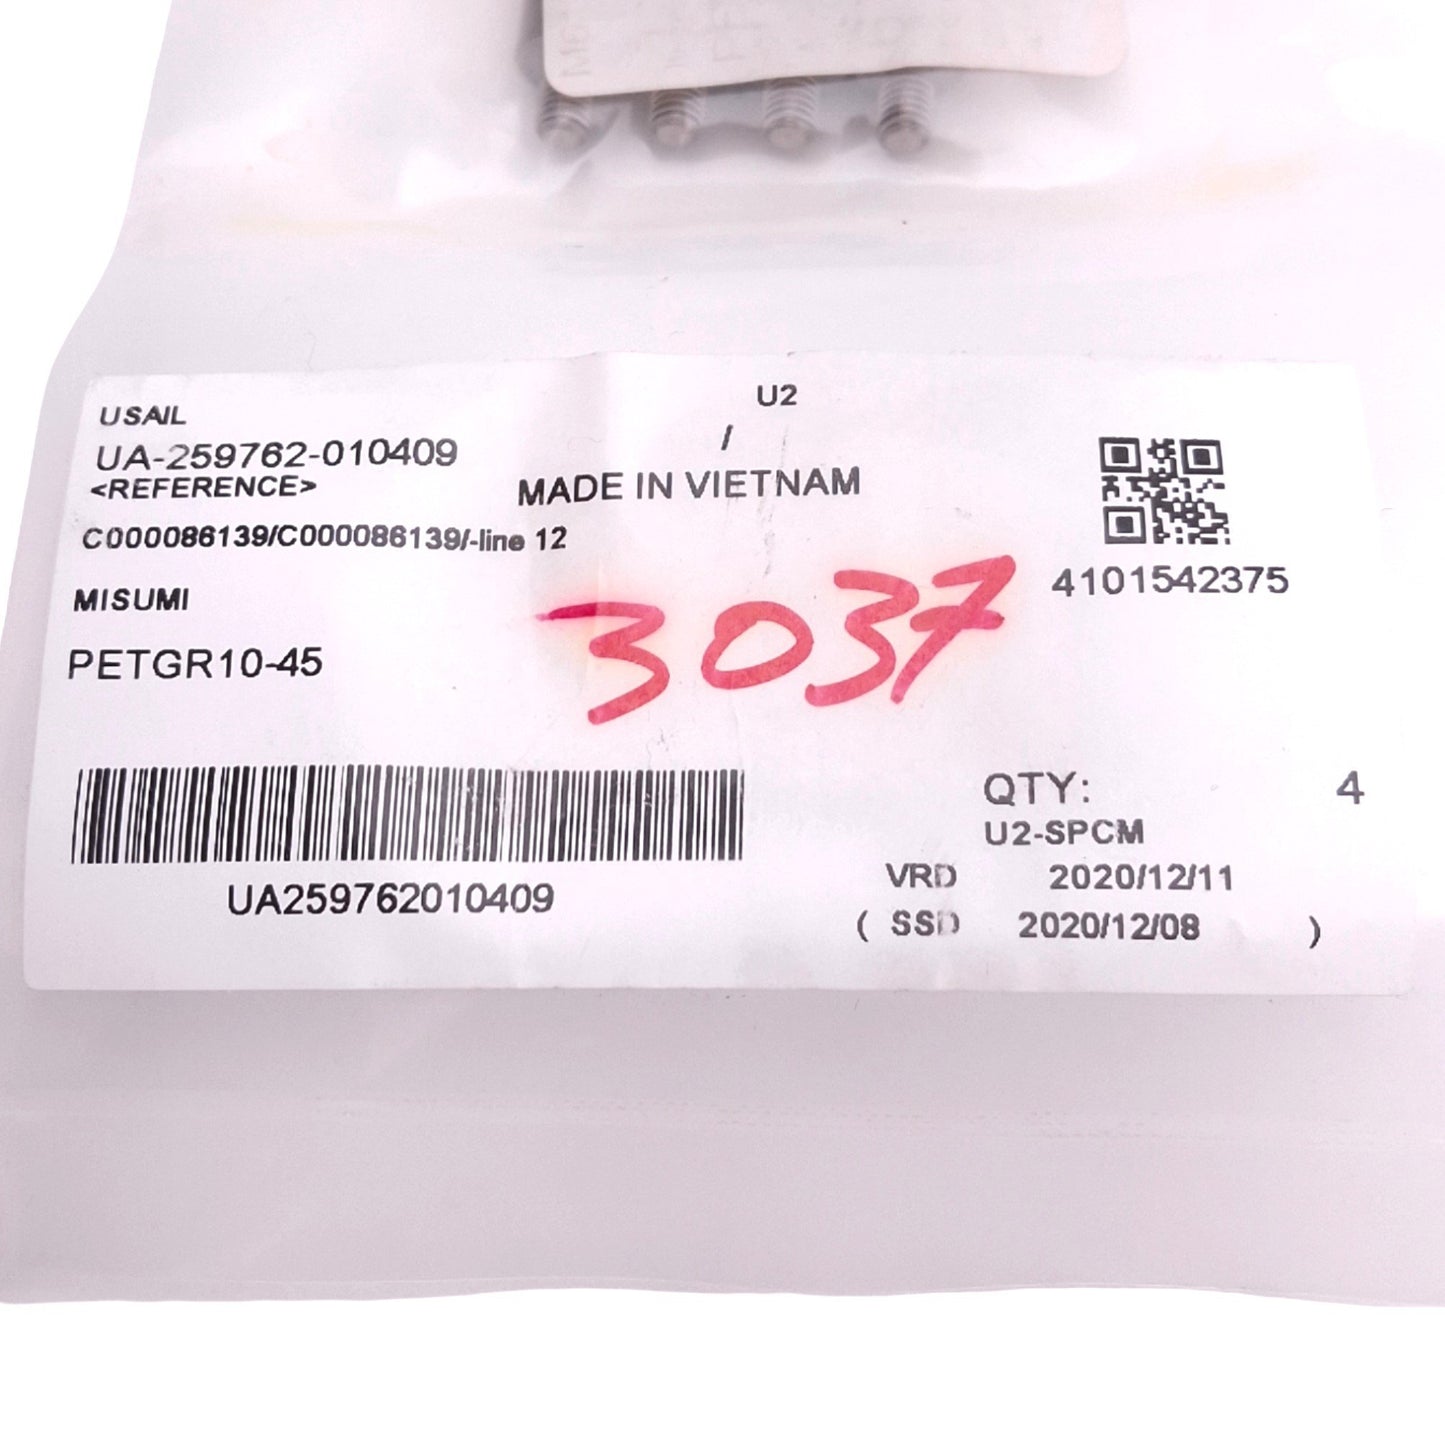 USAIL
U2
UA-259762-010409
/
<REFERENCE>
MADE IN VIETNAM
C000086139/C000086139/-line 12
4101542375
MISUMI
3037
PETGR10-45
QTY: 4
U2-SPCM
VRD 2020/12/11
UA259762010409
( SSD 2020/12/08 )